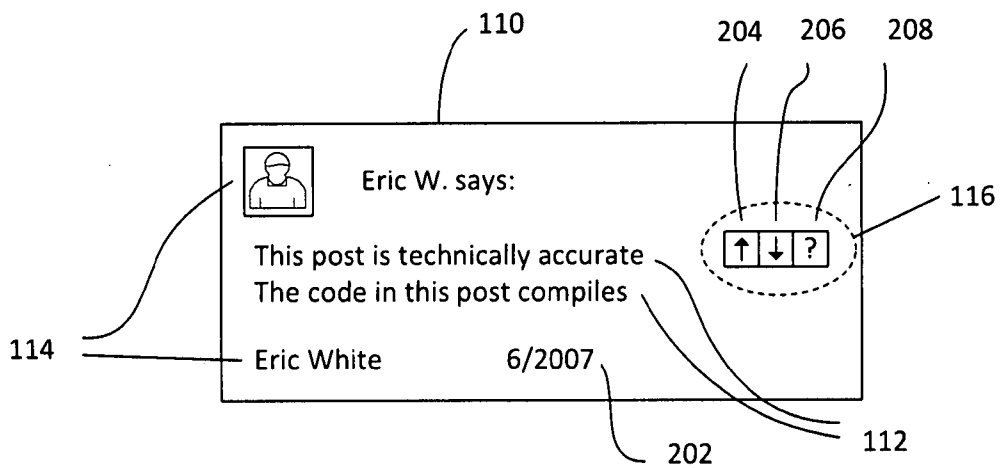 110
204 206 208
Eric W. says:
116
↑ ↓ ?
This post is technically accurate
The code in this post compiles
114
Eric White 6/2007
202
112